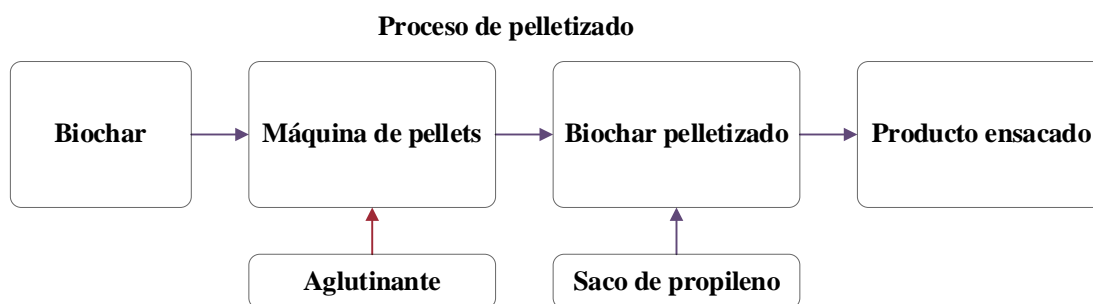 Proceso de pelletizado
Biochar
Máquina de pellets
Biochar pelletizado
Producto ensacado
Aglutinante
Saco de propileno